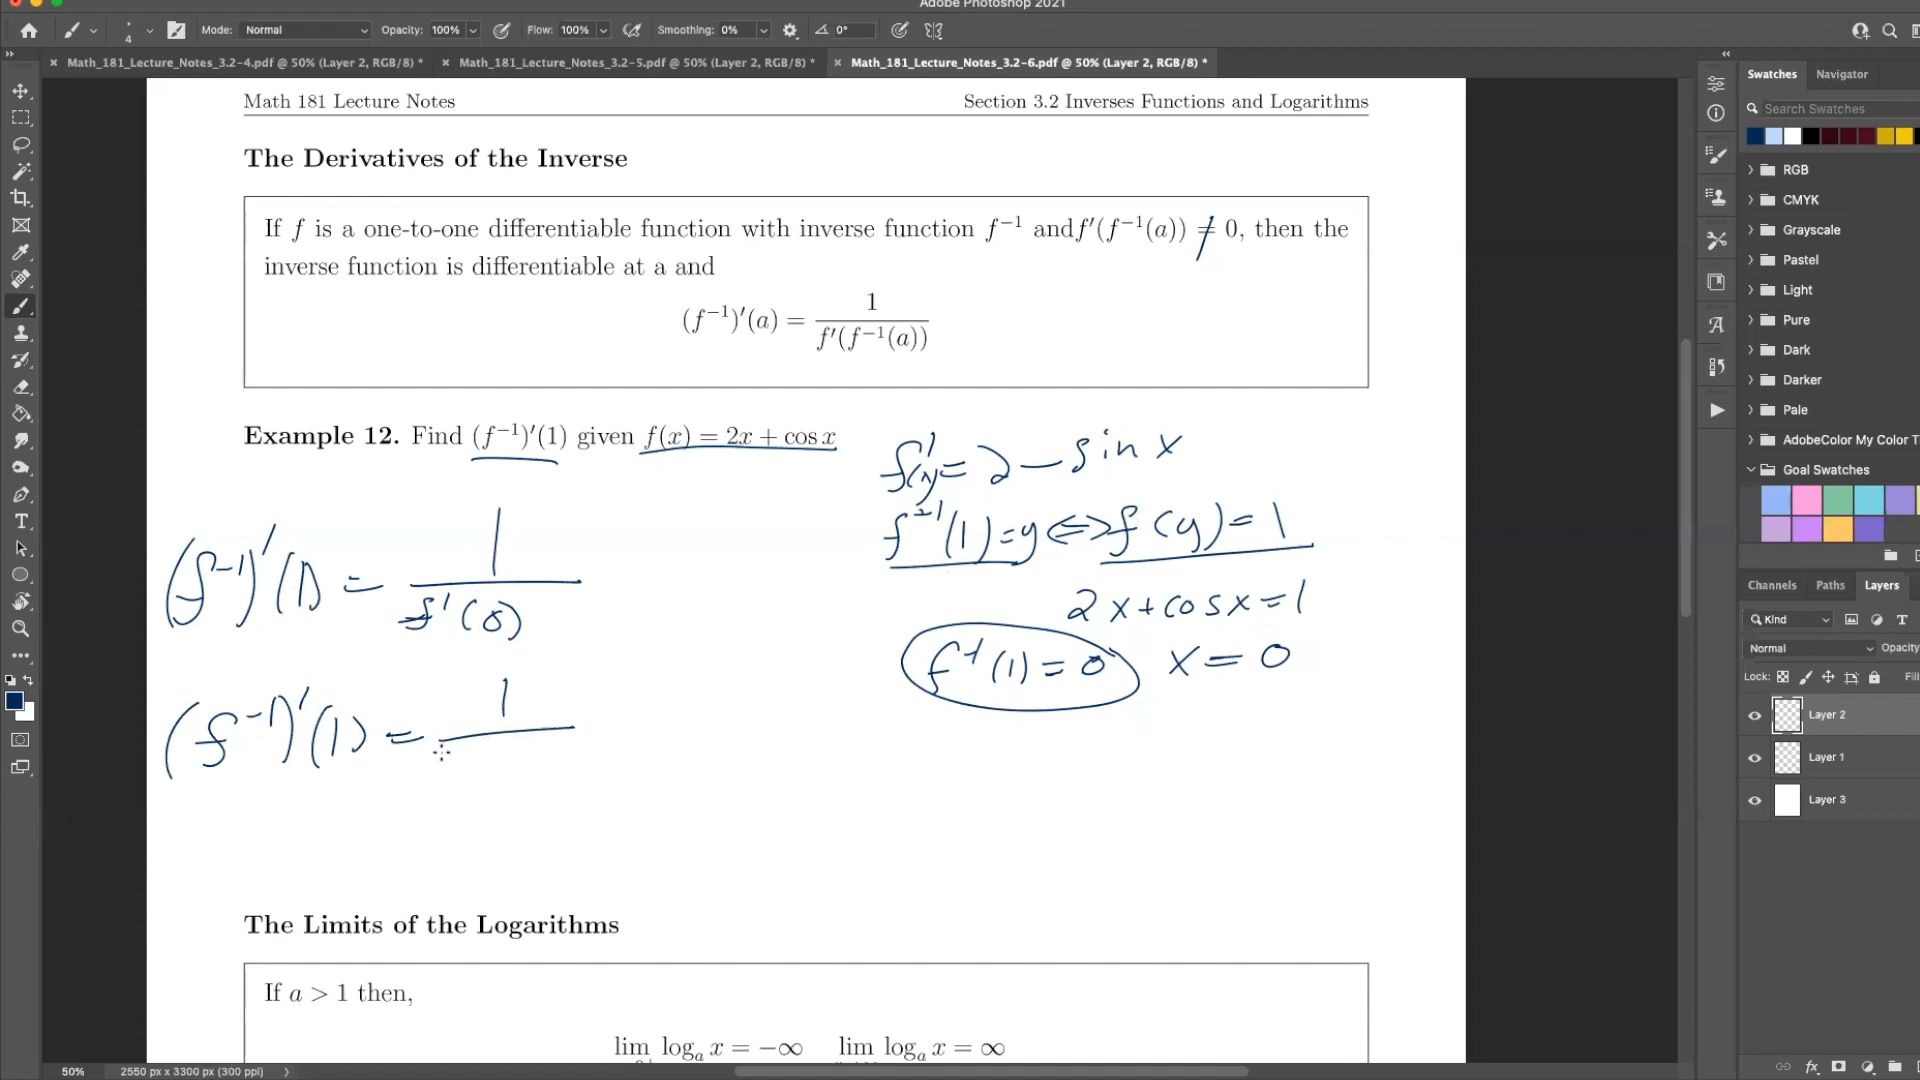 Adobe Photoshop 2021
4 Mode: Normal Opacity: 100% Flow: 100% Smoothing: 0% 0°
Math_181_Lecture_Notes_3.2-4.pdf @ 50% (Layer 2, RGB/8) * Math_181_Lecture_Notes_3.2-5.pdf @ 50% (Layer 2, RGB/8) * Math_181_Lecture_Notes_3.2-6.pdf @ 50% (Layer 2, RGB/8) *
Math 181 Lecture Notes Section 3.2 Inverses Functions and Logarithms
The Derivatives of the Inverse
If f is a one-to-one differentiable function with inverse function f⁻¹ andf′(f⁻¹(a)) ≠ 0, then the
inverse function is differentiable at a and
(f⁻¹)′(a) = 1 / f′(f⁻¹(a))
Example 12. Find (f⁻¹)′(1) given f(x) = 2x + cos x
f′(x) = 2 − sin x
f⁻¹(1) = y ⇔ f(y) = 1
(f⁻¹)′(1) = 1 / f′(0)
2x + cos x = 1
f⁻¹(1) = 0 x = 0
(f⁻¹)′(1) = 1
The Limits of the Logarithms
If a > 1 then,
lim logₐ x = −∞ lim logₐ x = ∞
50% 2550 px x 3300 px (300 ppi)
Swatches Navigator
Search Swatches
RGB
CMYK
Grayscale
Pastel
Light
Pure
Dark
Darker
Pale
AdobeColor My Color T
Goal Swatches
Channels Paths Layers
Kind
Normal Opacity
Lock: Fill
Layer 2
Layer 1
Layer 3
fx